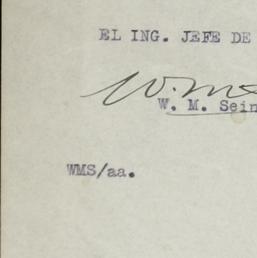 EL ING. JEFE DE
W. M.
W. M. Sein
WMS/aa.